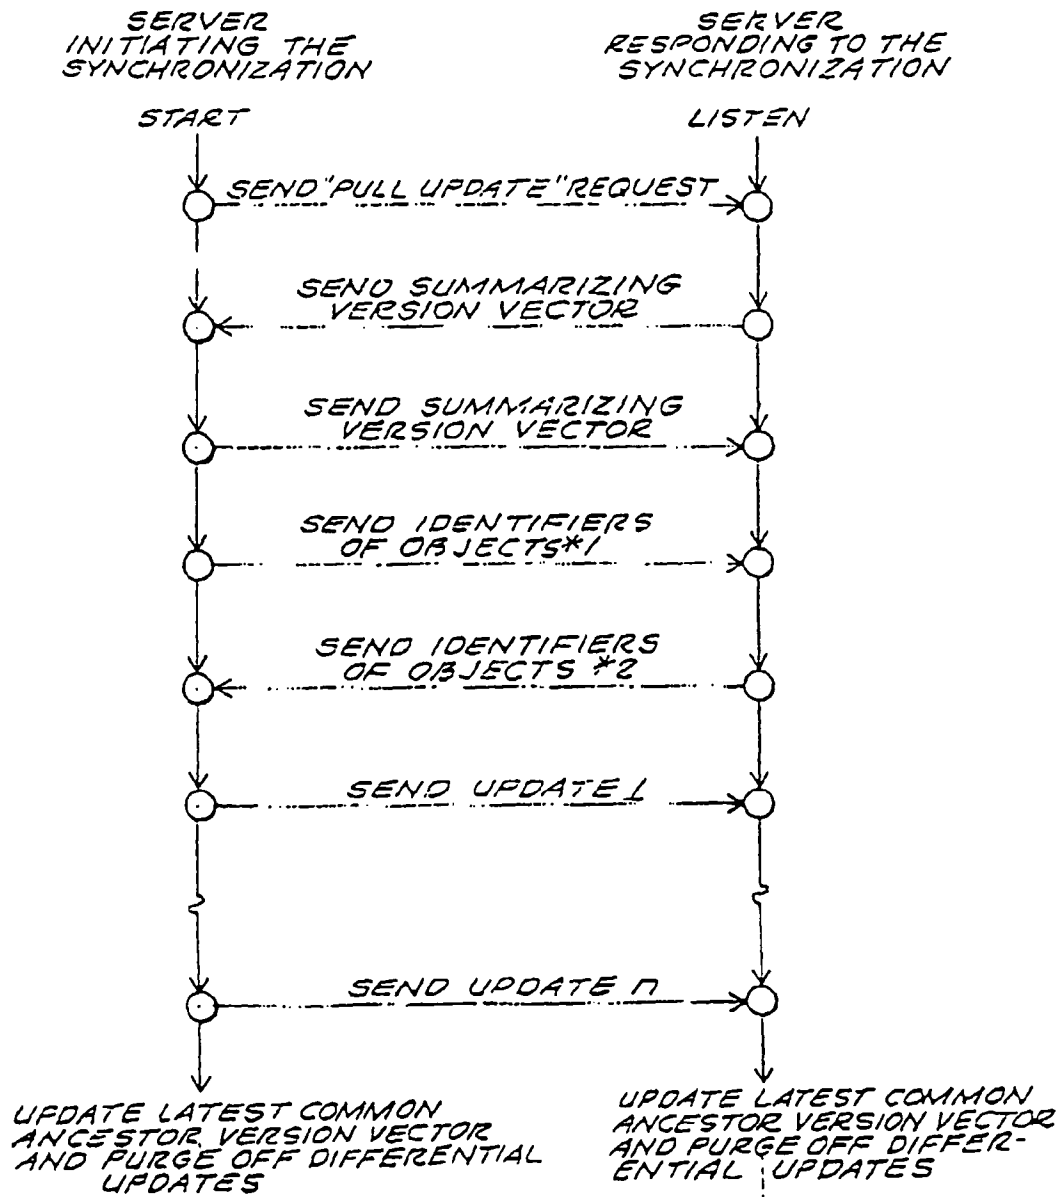 SERVER
INITIATING THE
SYNCHRONIZATION
SERVER
RESPONDING TO THE
SYNCHRONIZATION
START
LISTEN
SEND "PULL UPDATE" REQUEST
SEND SUMMARIZING
VERSION VECTOR
SEND SUMMARIZING
VERSION VECTOR
SEND IDENTIFIERS
OF OBJECTS*1
SEND IDENTIFIERS
OF OBJECTS *2
SEND UPDATE 1
SEND UPDATE n
UPDATE LATEST COMMON
ANCESTOR VERSION VECTOR
AND PURGE OFF DIFFERENTIAL
UPDATES
UPDATE LATEST COMMON
ANCESTOR VERSION VECTOR
AND PURGE OFF DIFFER-
ENTIAL UPDATES